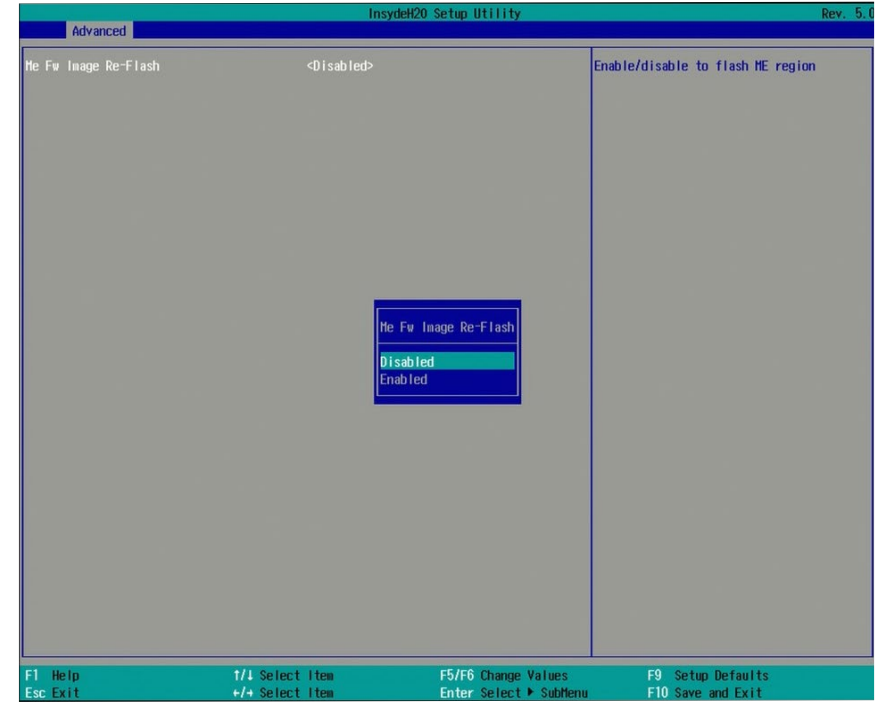 InsydeH20 Setup Utility Rev. 5.0
Advanced
Me Fw Image Re-Flash <Disabled> Enable/disable to flash ME region
Me Fw Image Re-Flash
Disabled
Enabled
F1 Help ↑/↓ Select Item F5/F6 Change Values F9 Setup Defaults
Esc Exit ←/→ Select Item Enter Select ▶ SubMenu F10 Save and Exit